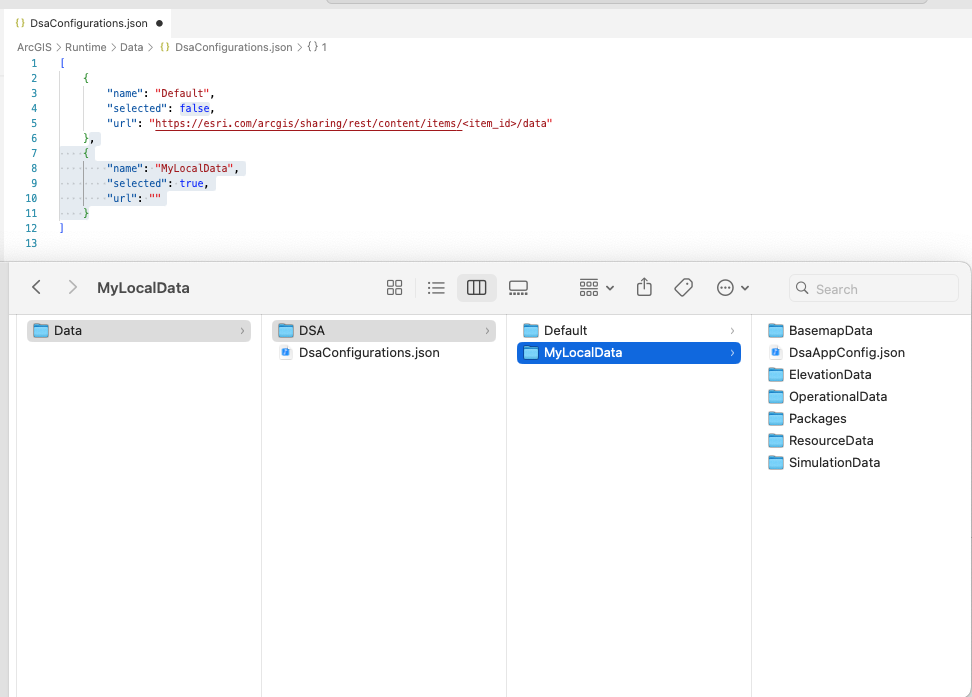 {} DsaConfigurations.json ●
ArcGIS > Runtime > Data > {} DsaConfigurations.json > {} 1
1 [
2 {
3 "name": "Default",
4 "selected": false,
5 "url": "https://esri.com/arcgis/sharing/rest/content/items/<item_id>/data"
6 },
7 {
8 "name": "MyLocalData",
9 "selected": true,
10 "url": ""
11 }
12 ]
13
MyLocalData
Search
Data
DSA
DsaConfigurations.json
Default
MyLocalData
BasemapData
DsaAppConfig.json
ElevationData
OperationalData
Packages
ResourceData
SimulationData